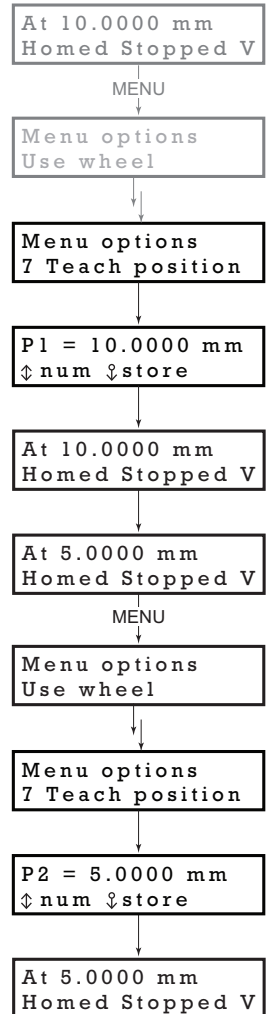 At 10.0000 mm
Homed Stopped V
MENU
Menu options
Use wheel
Menu options
7 Teach position
P1 = 10.0000 mm
⇕ num ⚲ store
At 10.0000 mm
Homed Stopped V
At 5.0000 mm
Homed Stopped V
MENU
Menu options
Use wheel
Menu options
7 Teach position
P2 = 5.0000 mm
⇕ num ⚲ store
At 5.0000 mm
Homed Stopped V